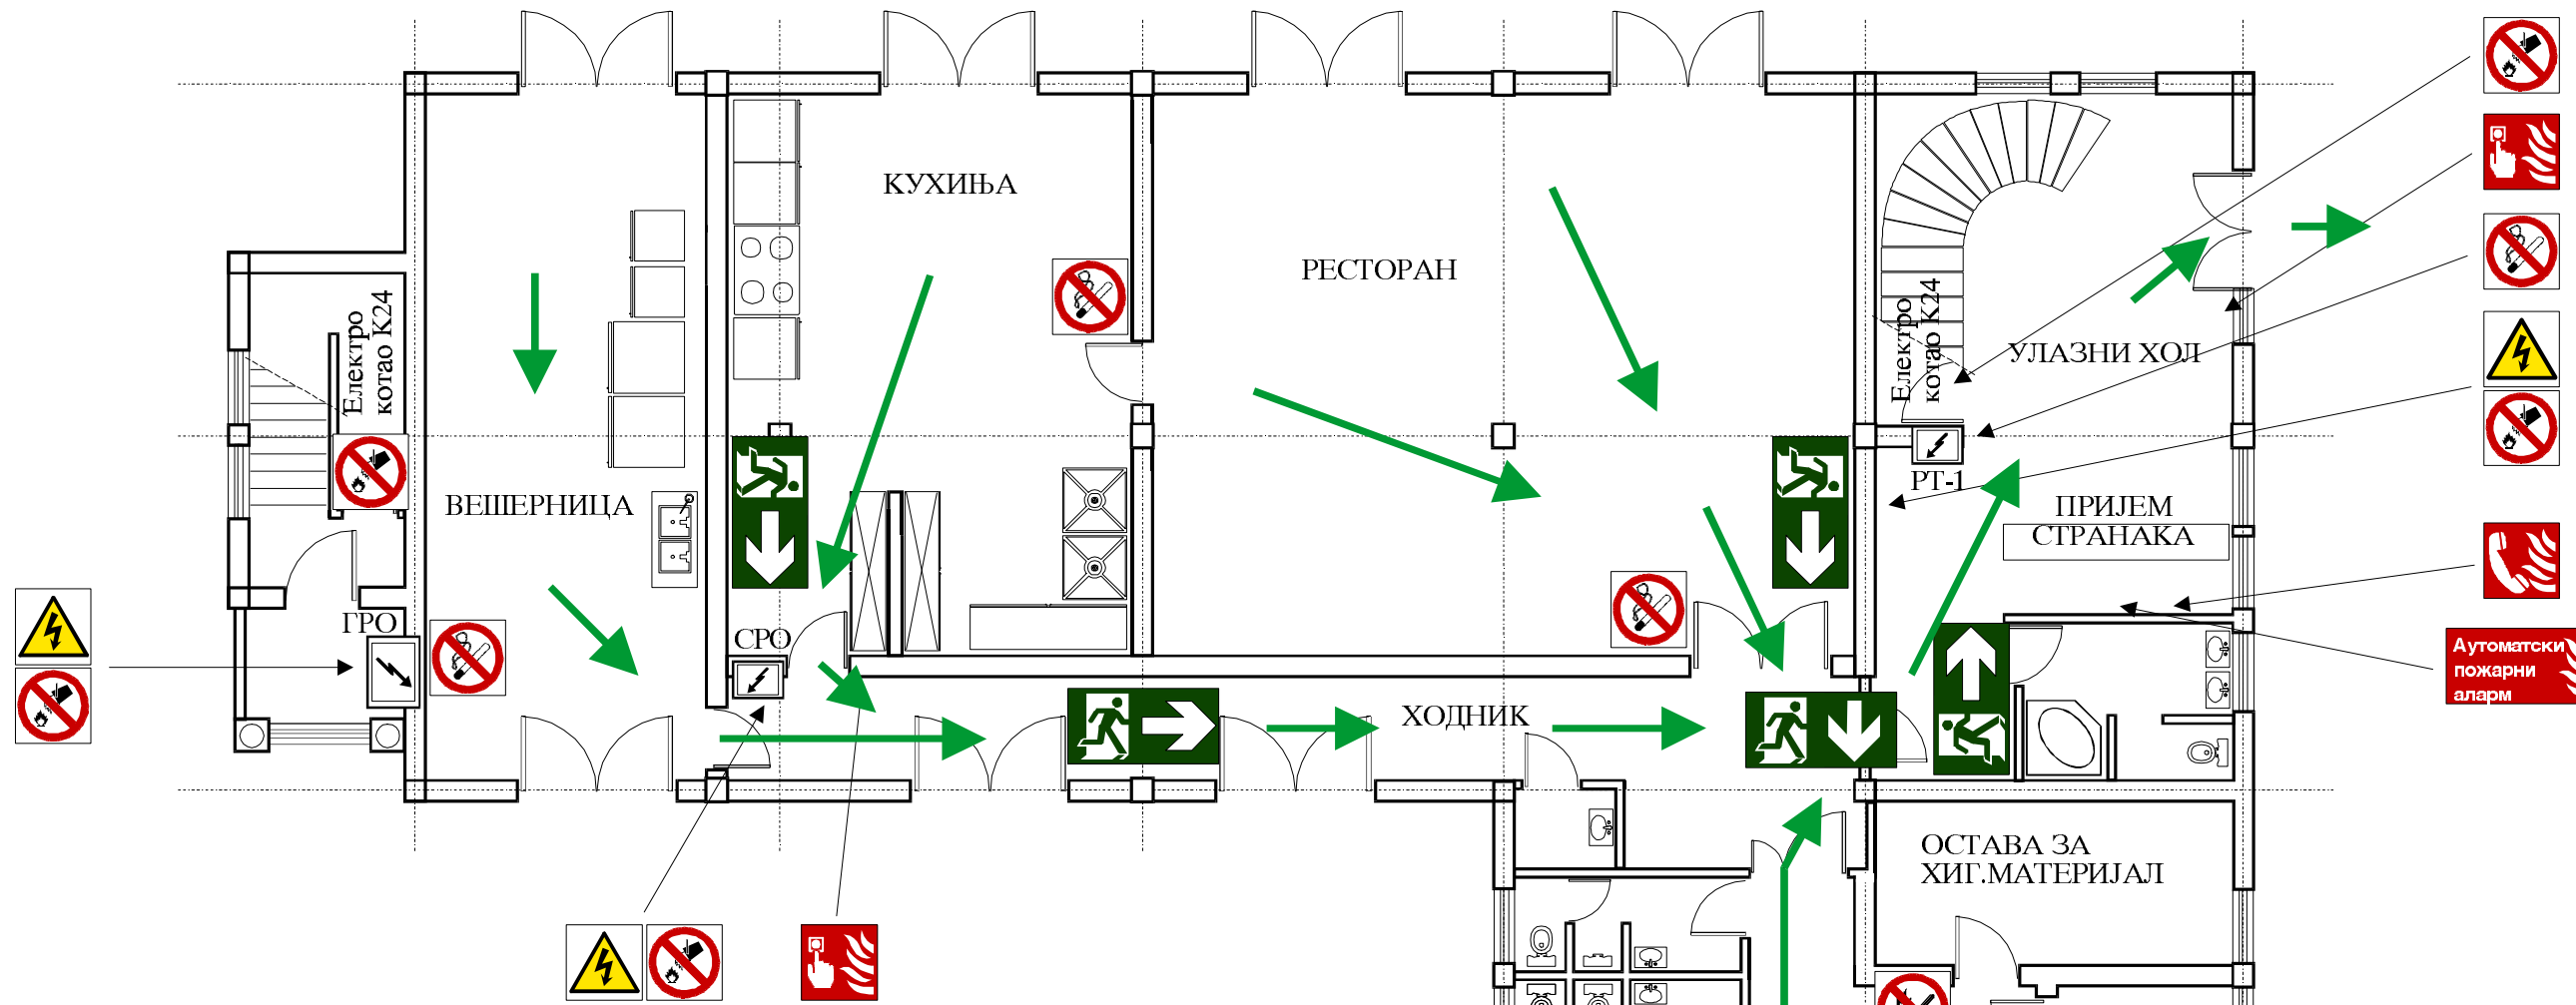 КУХИЊА
РЕСТОРАН
Електро
котао К24
Електро
котао К24
УЛАЗНИ ХОЛ
РТ-1
ВЕШЕРНИЦА
ПРИЈЕМ
СТРАНАКА
ГРО
СРО
Аутоматски
пожарни
аларм
ХОДНИК
ОСТАВА ЗА
ХИГ.МАТЕРИЈАЛ